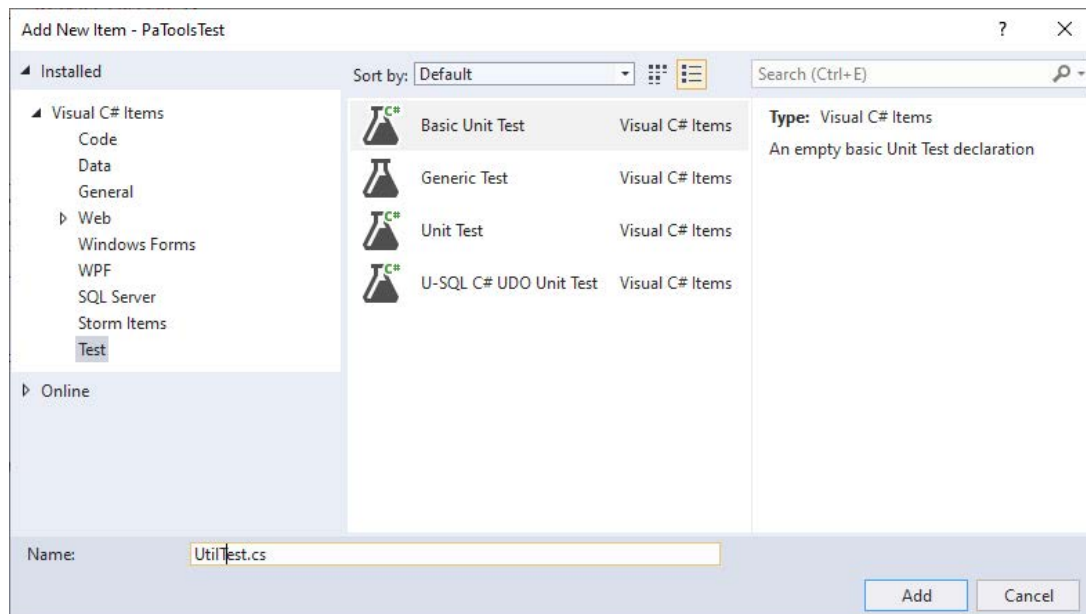 Add New Item - PaToolsTest
?
Installed
Sort by: Default
Search (Ctrl+E)
Visual C# Items
Code
Data
General
Web
Windows Forms
WPF
SQL Server
Storm Items
Test
Online
C# Basic Unit Test Visual C# Items
Generic Test Visual C# Items
C# Unit Test Visual C# Items
C# U-SQL C# UDO Unit Test Visual C# Items
Type: Visual C# Items
An empty basic Unit Test declaration
Name: UtilTest.cs
Add Cancel